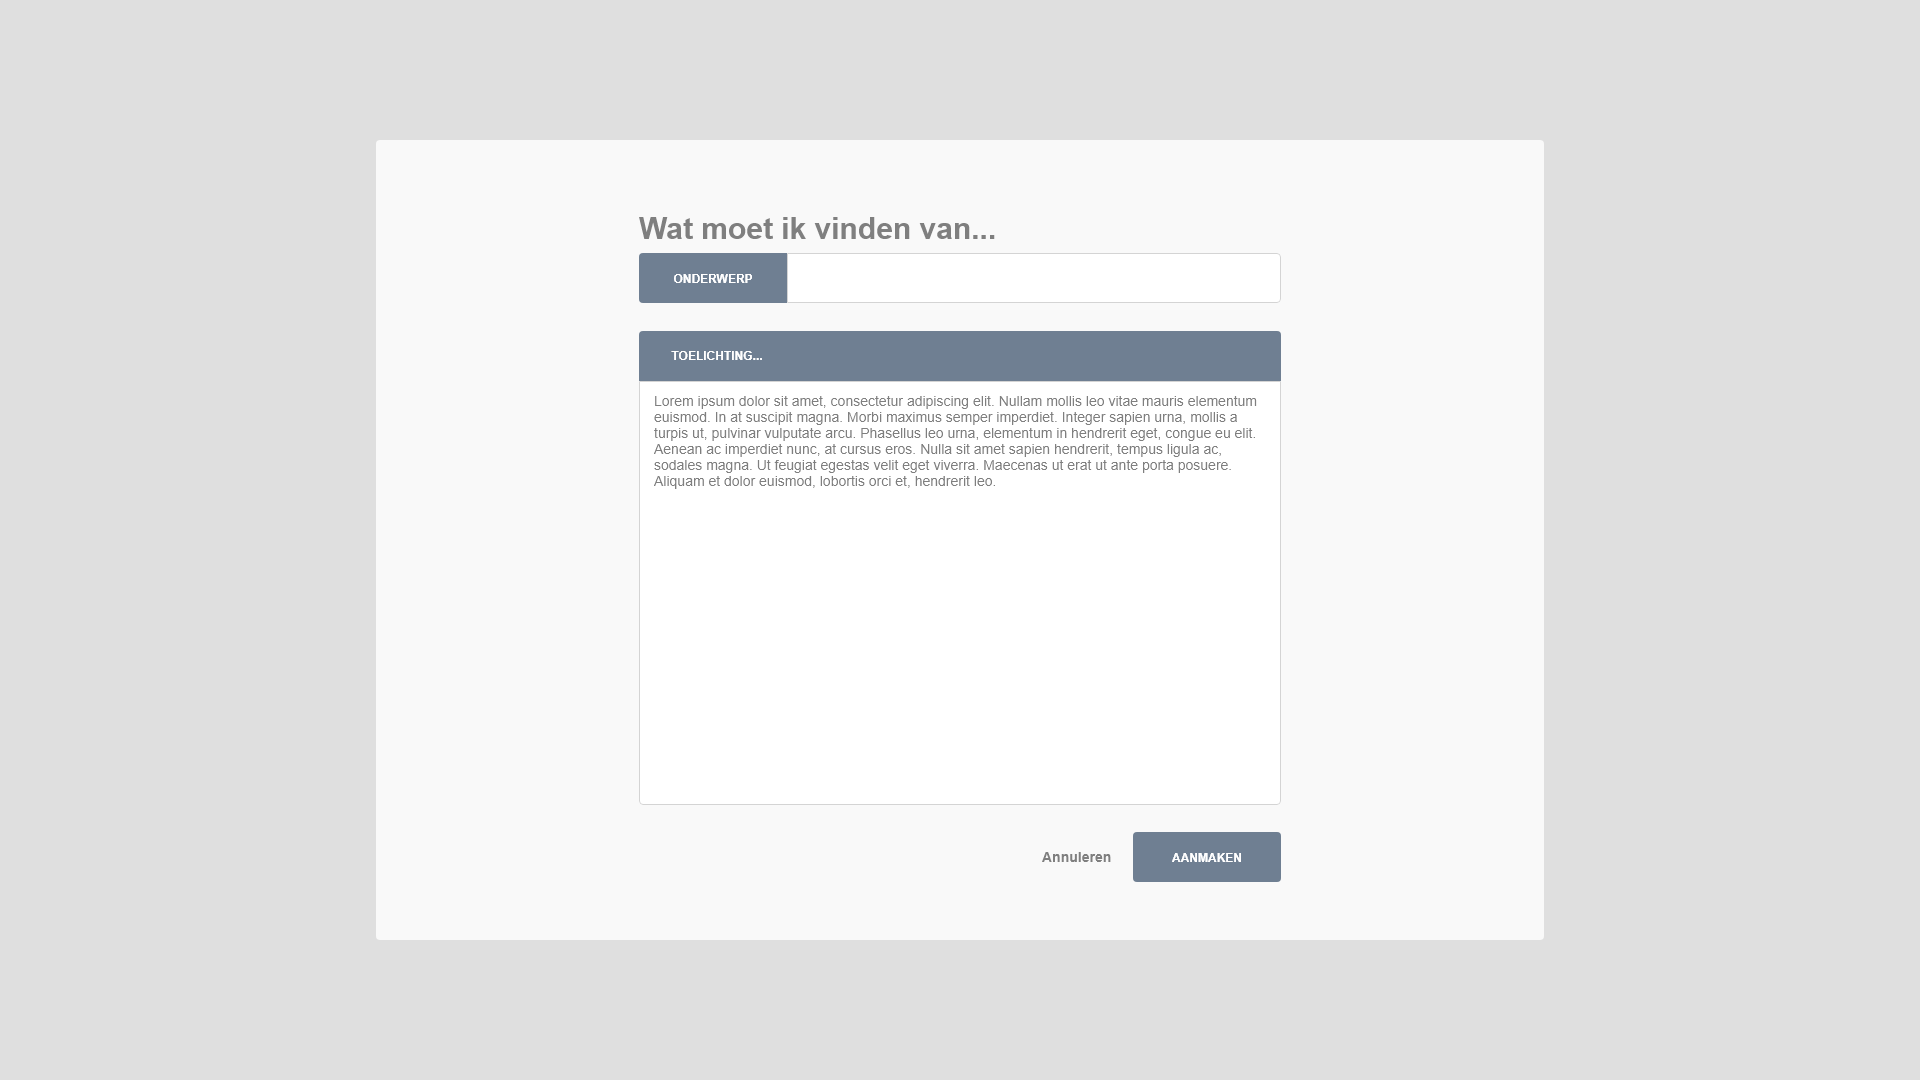 Wat moet ik vinden van...
ONDERWERP
TOELICHTING...
Lorem ipsum dolor sit amet, consectetur adipiscing elit. Nullam mollis leo vitae mauris elementum
euismod. In at suscipit magna. Morbi maximus semper imperdiet. Integer sapien urna, mollis a
turpis ut, pulvinar vulputate arcu. Phasellus leo urna, elementum in hendrerit eget, congue eu elit.
Aenean ac imperdiet nunc, at cursus eros. Nulla sit amet sapien hendrerit, tempus ligula ac,
sodales magna. Ut feugiat egestas velit eget viverra. Maecenas ut erat ut ante porta posuere.
Aliquam et dolor euismod, lobortis orci et, hendrerit leo.
Annuleren AANMAKEN